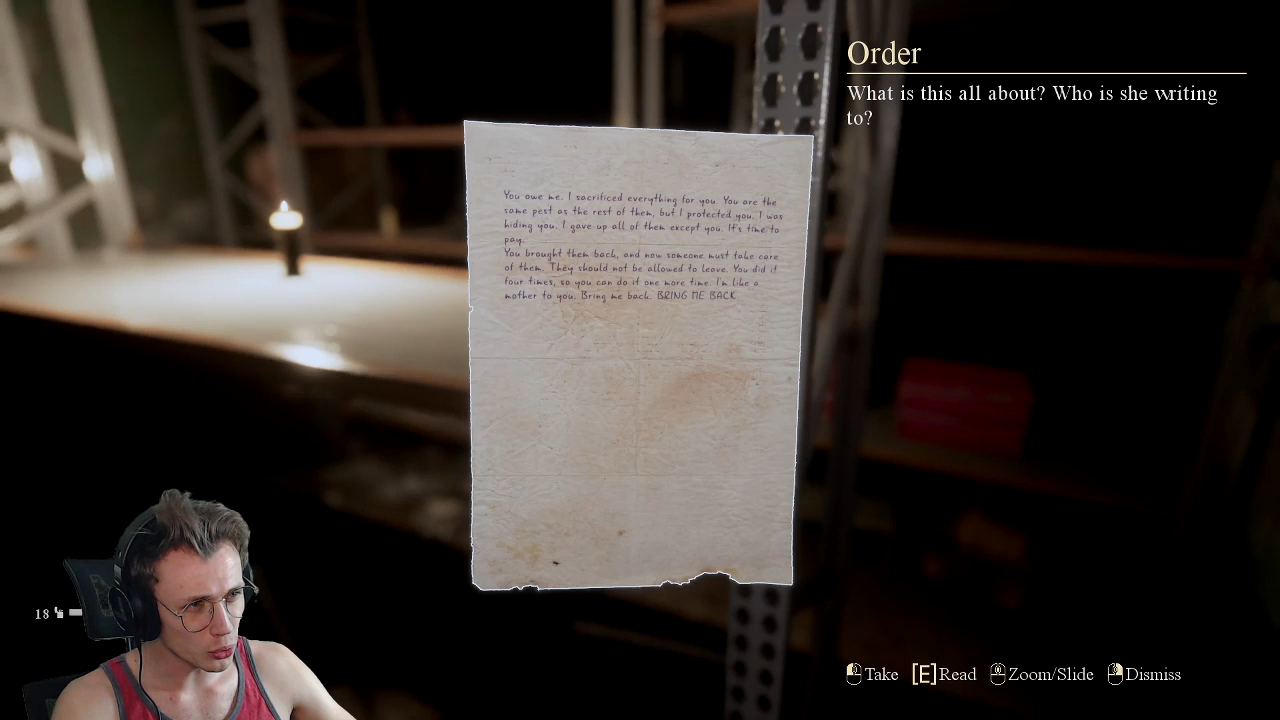 Order
What is this all about? Who is she writing
to?
You owe me. I sacrificed everything for you. You are the
same pest as the rest of them, but I protected you. I was
hiding you. I gave up all of them except you. It's time to
pay.
You brought them back, and now someone must take care
of them. They should not be allowed to leave. You did it
four times, so you can do it one more time. I'm like a
mother to you. Bring me back. BRING ME BACK
18
Take [E]Read Zoom/Slide Dismiss